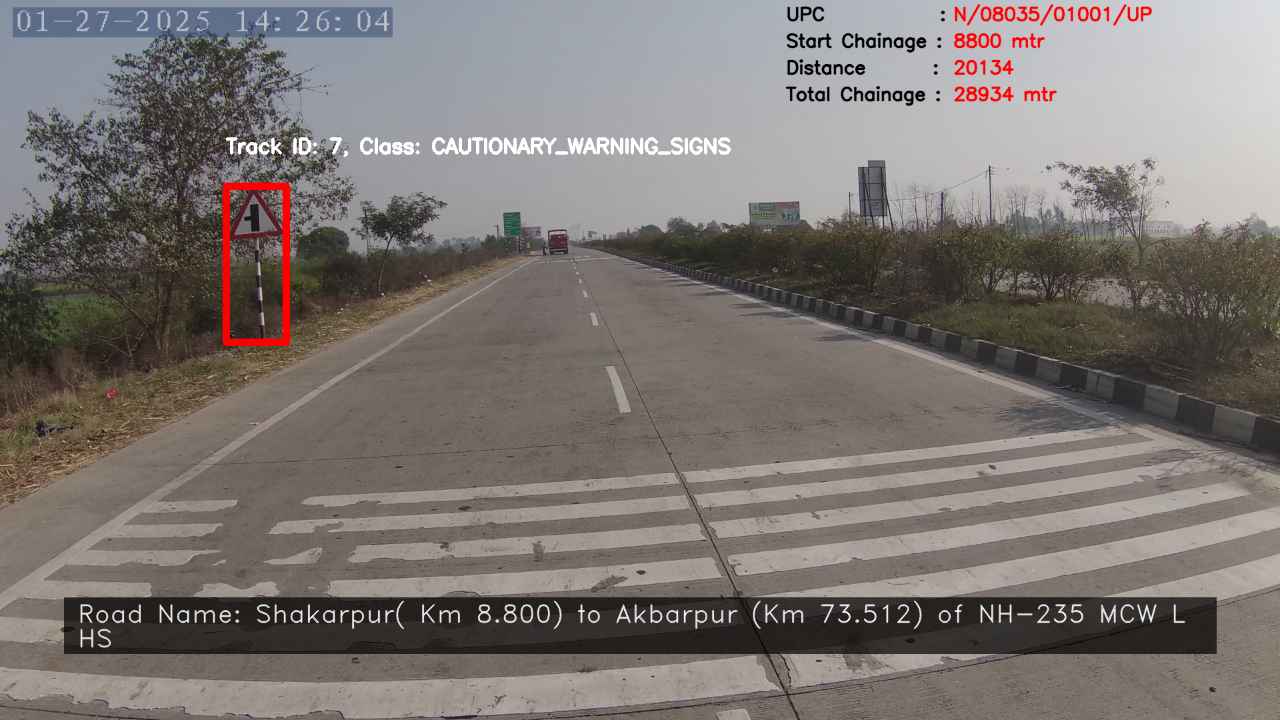 01-27-2025 14:26:04
UPC : N/08035/01001/UP
Start Chainage : 8800 mtr
Distance : 20134
Total Chainage : 28934 mtr
Track ID: 7, Class: CAUTIONARY_WARNING_SIGNS
Road Name: Shakarpur( Km 8.800) to Akbarpur (Km 73.512) of NH-235 MCW L
HS